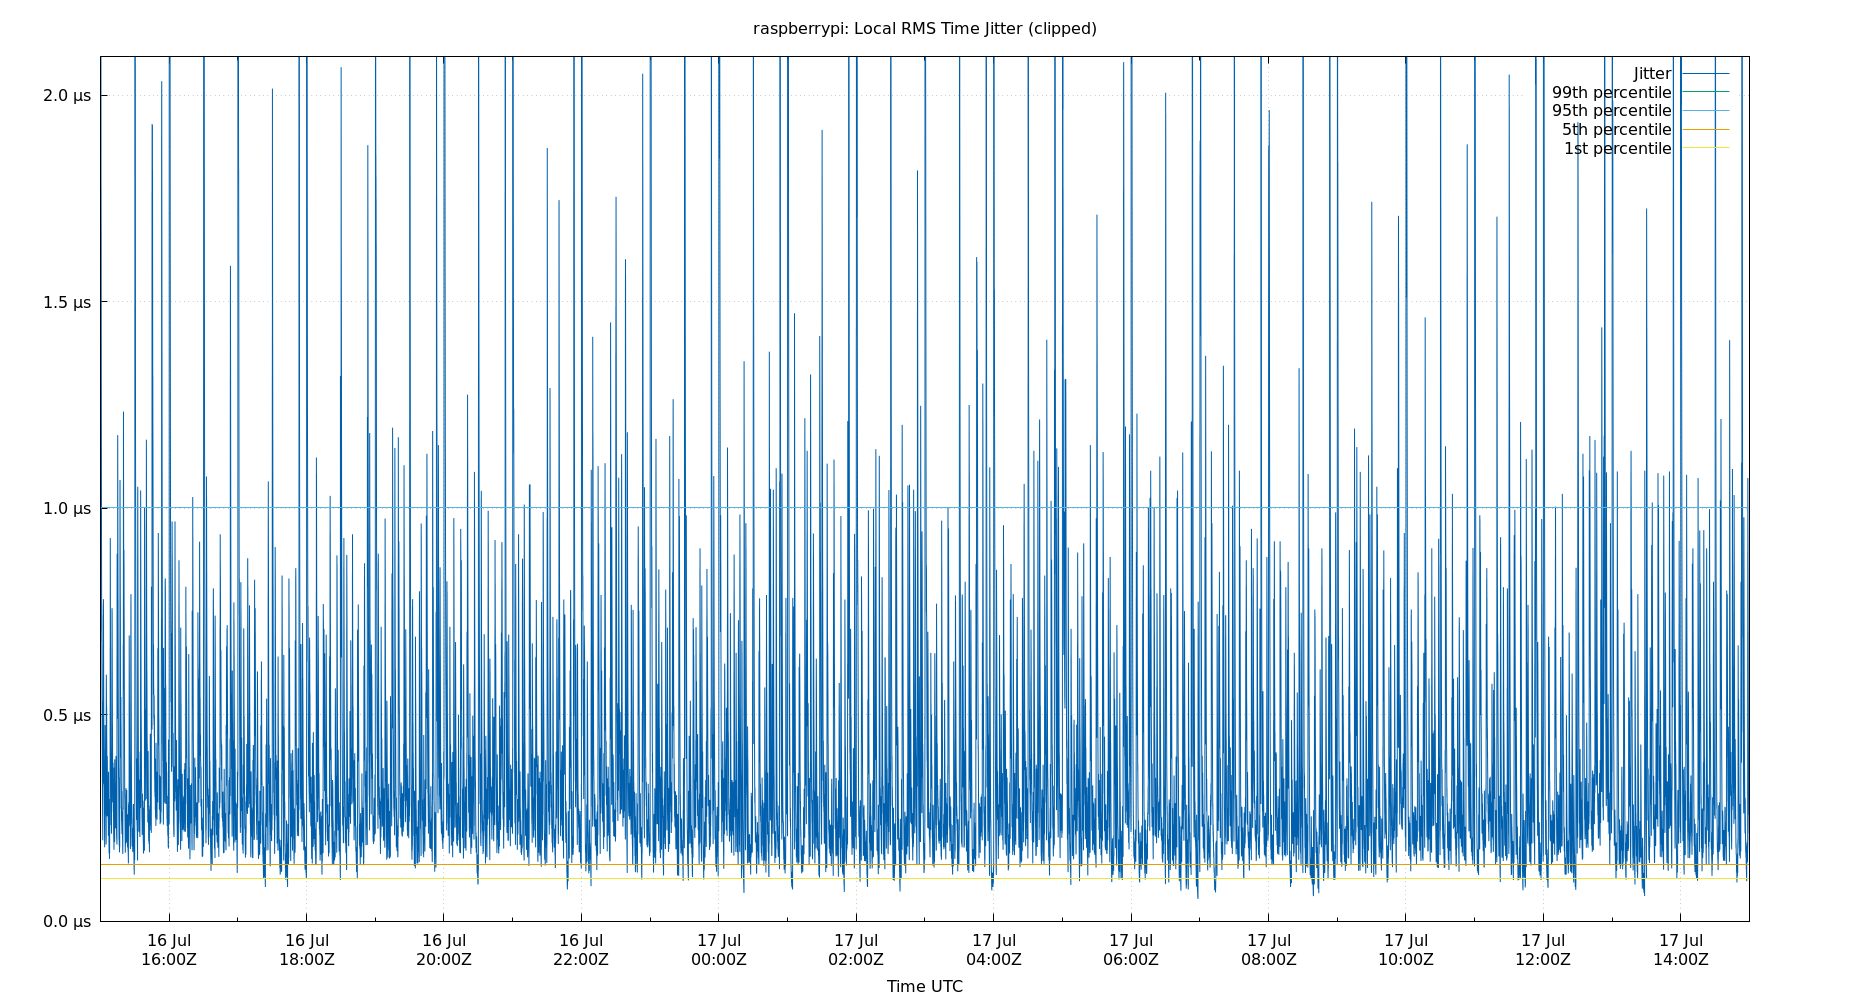 raspberrypi: Local RMS Time Jitter (clipped)
Jitter
99th percentile
95th percentile
5th percentile
1st percentile
2.0 µs
1.5 µs
1.0 µs
0.5 µs
0.0 µs
16 Jul 16 Jul 16 Jul 16 Jul 17 Jul 17 Jul 17 Jul 17 Jul 17 Jul 17 Jul 17 Jul 17 Jul
16:00Z 18:00Z 20:00Z 22:00Z 00:00Z 02:00Z 04:00Z 06:00Z 08:00Z 10:00Z 12:00Z 14:00Z
Time UTC